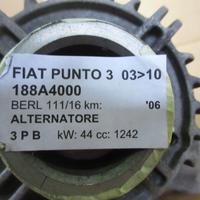 FIAT PUNTO 3 03>10
188A4000
BERL 111/16 km: '06
ALTERNATORE
3 P B kW: 44 cc: 1242